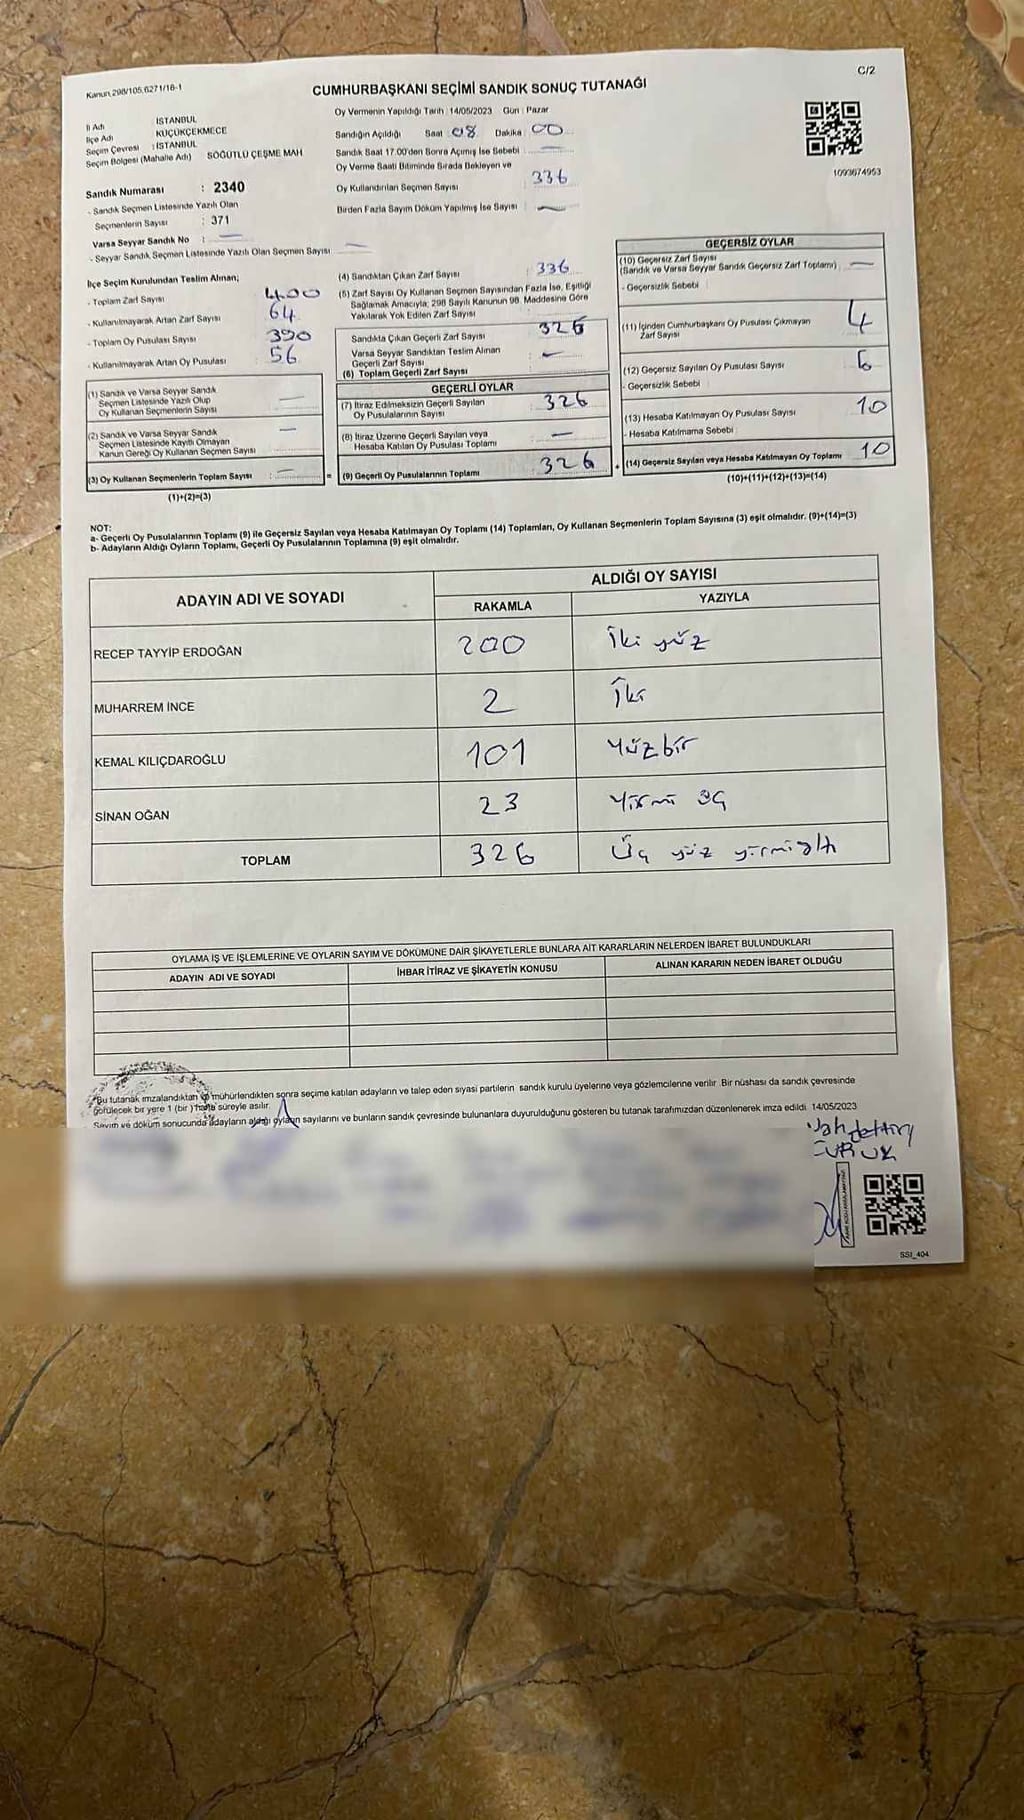 C/2
Kanun 298/105,6271/18-1
CUMHURBAŞKANI SEÇİMİ SANDIK SONUÇ TUTANAĞI
Oy Vermenin Yapıldığı Tarih : 14/05/2023 Gün : Pazar
İl Adı : İSTANBUL
İlçe Adı : KÜÇÜKÇEKMECE
Seçim Çevresi : İSTANBUL
Seçim Bölgesi (Mahalle Adı) SÖĞÜTLÜ ÇEŞME MAH
Sandık Numarası : 2340
- Sandık Seçmen Listesinde Yazılı Olan
Seçmenlerin Sayısı : 371
Varsa Seyyar Sandık No : —
- Seyyar Sandık Seçmen Listesinde Yazılı Olan Seçmen Sayısı —
Sandığın Açıldığı Saat 08 Dakika 00
Sandık Saat 17.00'den Sonra Açımış İse Sebebi : —
Oy Verme Saati Bitiminde Sırada Bekleyen ve
Oy Kullandırılan Seçmen Sayısı : 336
Birden Fazla Sayım Döküm Yapılmış İse Sayısı : —
1093674953
İlçe Seçim Kurulundan Teslim Alınan;
- Toplam Zarf Sayısı 400
- Kullanılmayarak Artan Zarf Sayısı 64
- Toplam Oy Pusulası Sayısı 390
- Kullanılmayarak Artan Oy Pusulası 56
(1) Sandık ve Varsa Seyyar Sandık
Seçmen Listesinde Yazılı Olup
Oy Kullanan Seçmenlerin Sayısı —
(2) Sandık ve Varsa Seyyar Sandık
Seçmen Listesinde Kayıtlı Olmayan
Kanun Gereği Oy Kullanan Seçmen Sayısı —
(3) Oy Kullanan Seçmenlerin Toplam Sayısı : —
(1)+(2)=(3)
(4) Sandıktan Çıkan Zarf Sayısı : 336
(5) Zarf Sayısı Oy Kullanan Seçmen Sayısından Fazla İse, Eşitliği
Sağlamak Amacıyla; 298 Sayılı Kanunun 98. Maddesine Göre
Yakılarak Yok Edilen Zarf Sayısı
Sandıkta Çıkan Geçerli Zarf Sayısı 326
Varsa Seyyar Sandıktan Teslim Alınan
Geçerli Zarf Sayısı —
(6) Toplam Geçerli Zarf Sayısı
GEÇERLİ OYLAR
(7) İtiraz Edilmeksizin Geçerli Sayılan
Oy Pusulalarının Sayısı 326
(8) İtiraz Üzerine Geçerli Sayılan veya
Hesaba Katılan Oy Pusulası Toplamı —
(9) Geçerli Oy Pusulalarının Toplamı 326
GEÇERSİZ OYLAR
(10) Geçersiz Zarf Sayısı
(Sandık ve Varsa Seyyar Sandık Geçersiz Zarf Toplamı) —
- Geçersizlik Sebebi
(11) İçinden Cumhurbaşkanı Oy Pusulası Çıkmayan
Zarf Sayısı 4
(12) Geçersiz Sayılan Oy Pusulası Sayısı 6
- Geçersizlik Sebebi
(13) Hesaba Katılmayan Oy Pusulası Sayısı 10
- Hesaba Katılmama Sebebi
(14) Geçersiz Sayılan veya Hesaba Katılmayan Oy Toplamı 10
(10)+(11)+(12)+(13)=(14)
NOT:
a- Geçerli Oy Pusulalarının Toplamı (9) ile Geçersiz Sayılan veya Hesaba Katılmayan Oy Toplamı (14) Toplamları, Oy Kullanan Seçmenlerin Toplam Sayısına (3) eşit olmalıdır. (9)+(14)=(3)
b- Adayların Aldığı Oyların Toplamı, Geçerli Oy Pusulalarının Toplamına (9) eşit olmalıdır.
ADAYIN ADI VE SOYADI ALDIĞI OY SAYISI
RAKAMLA YAZIYLA
RECEP TAYYİP ERDOĞAN 200 İki yüz
MUHARREM İNCE 2 İki
KEMAL KILIÇDAROĞLU 101 Yüzbir
SİNAN OĞAN 23 Yirmi üç
TOPLAM 326 Üç yüz yirmialtı
OYLAMA İŞ VE İŞLEMLERİNE VE OYLARIN SAYIM VE DÖKÜMÜNE DAİR ŞİKAYETLERLE BUNLARA AİT KARARLARIN NELERDEN İBARET BULUNDUKLARI
ADAYIN ADI VE SOYADI İHBAR İTİRAZ VE ŞİKAYETİN KONUSU ALINAN KARARIN NEDEN İBARET OLDUĞU
Bu tutanak imzalandıktan ve mühürlendikten sonra seçime katılan adayların ve talep eden siyasi partilerin sandık kurulu üyelerine veya gözlemcilerine verilir. Bir nüshası da sandık çevresinde
görülecek bir yere 1 (bir) hafta süreyle asılır.
Sayım ve döküm sonucunda adayların aldığı oyların sayılarını ve bunların sandık çevresinde bulunanlara duyurulduğunu gösteren bu tutanak tarafımızdan düzenlenerek imza edildi. 14/05/2023
Vahdettin
ÇURUK
SSI_404